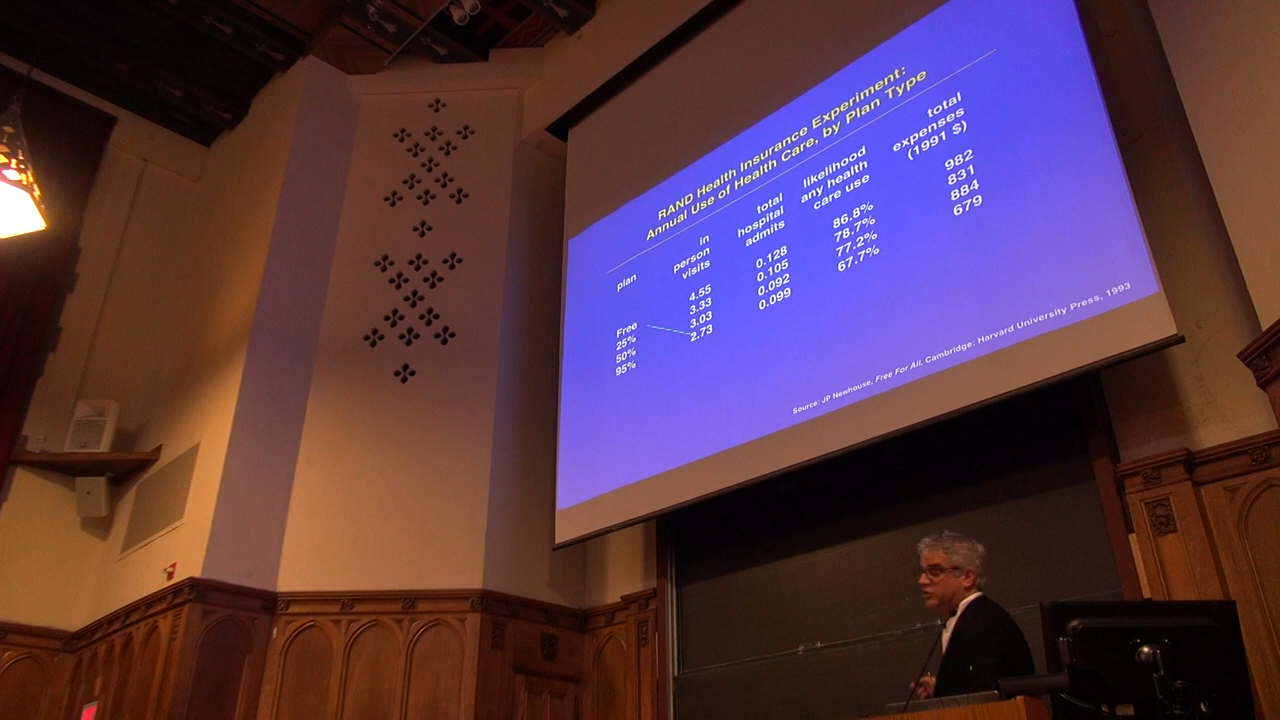 RAND Health Insurance Experiment:
Annual Use of Health Care, by Plan Type
plan in person visits total hospital admits likelihood any health care use total expenses (1991 $)
Free 4.55 0.128 86.8% 982
25% 3.33 0.105 78.7% 831
50% 3.03 0.092 77.2% 884
95% 2.73 0.099 67.7% 679
Source: JP Newhouse, Free For All, Cambridge: Harvard University Press, 1993